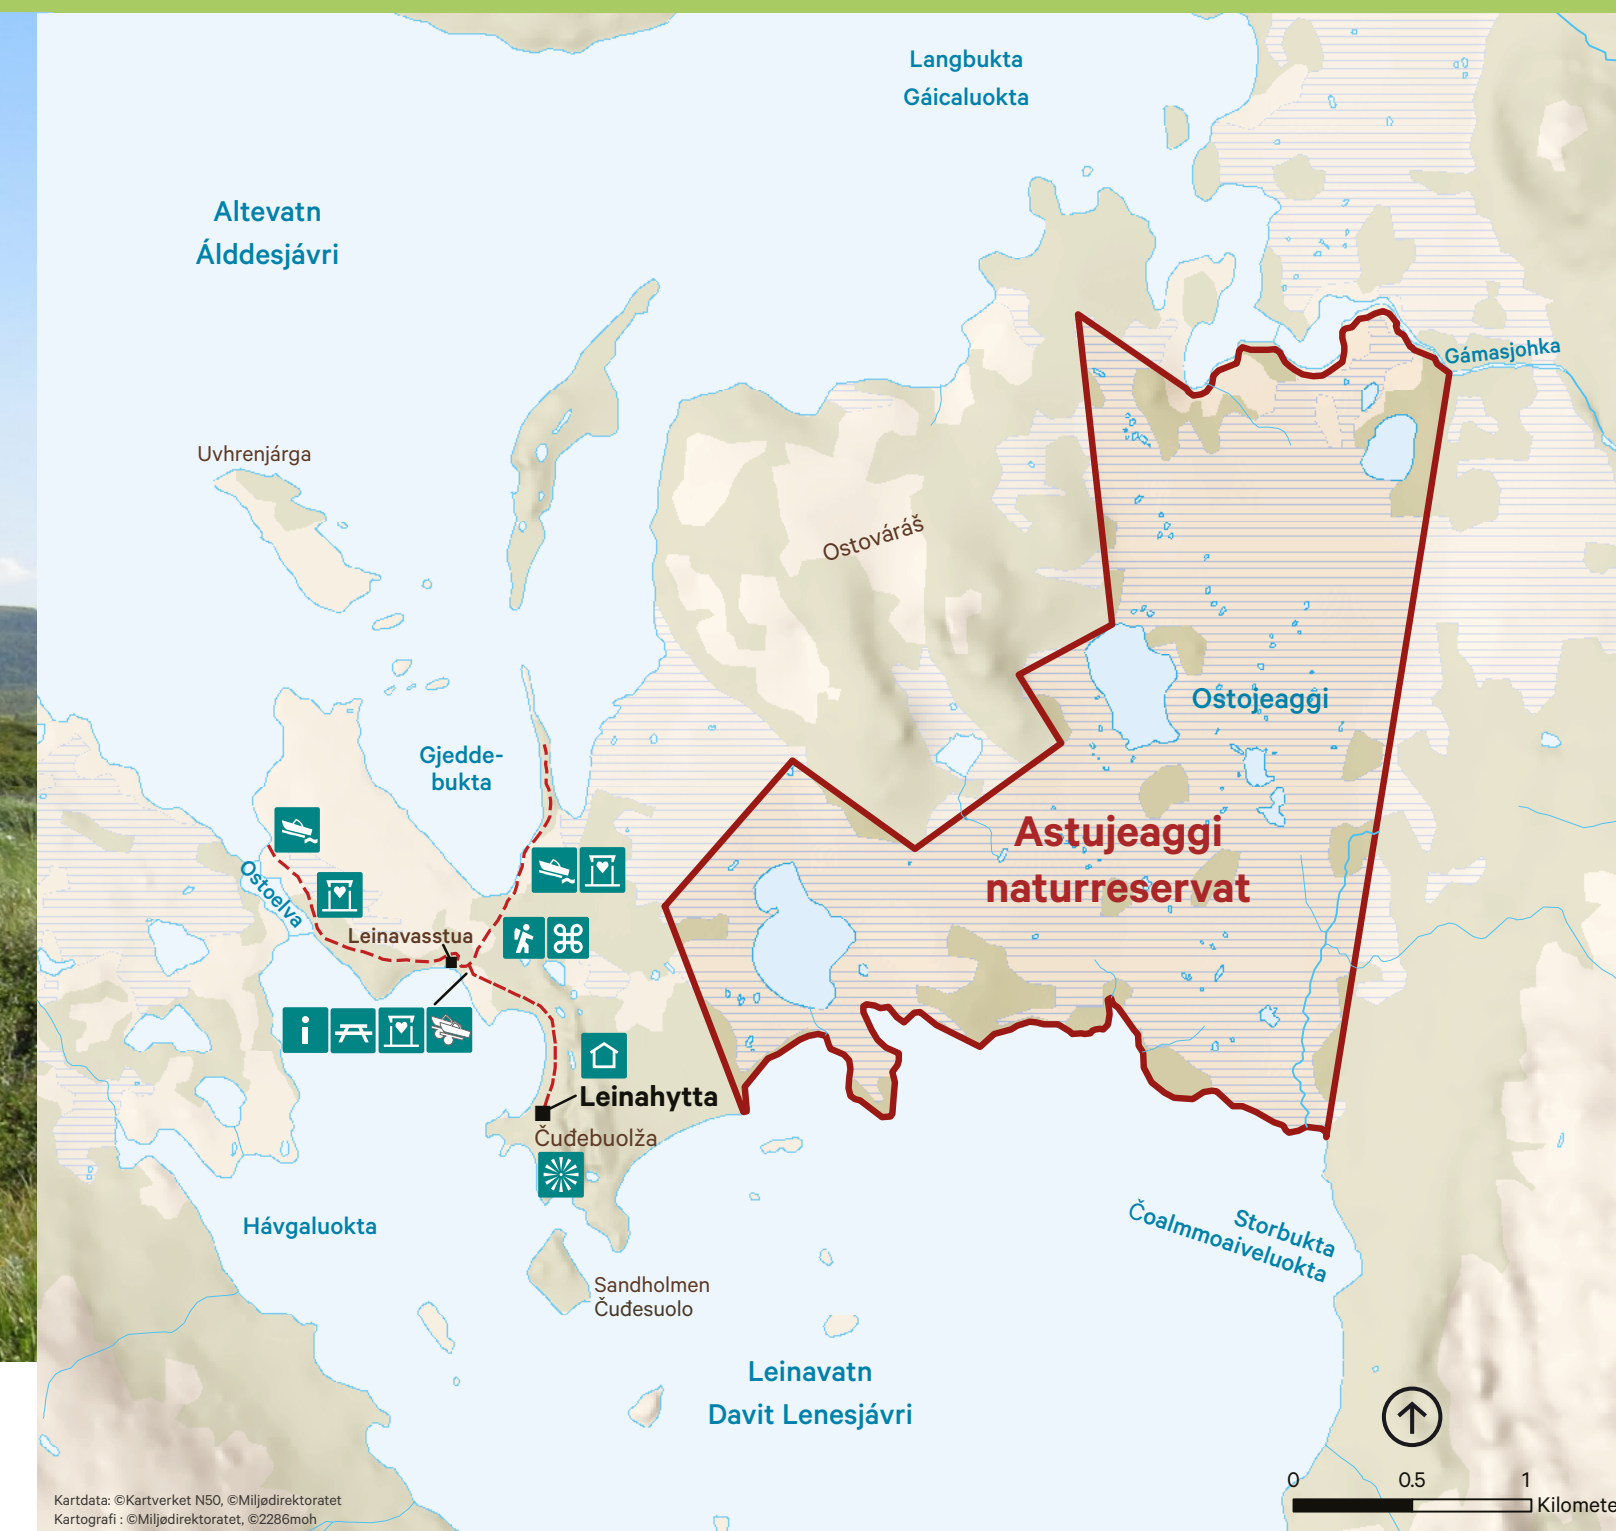 Langbukta
Gáicaluokta
Altevatn
Álddesjávri
Gámasjohka
Uvhrenjárga
Ostováráš
Ostojeaggi
Gjedde-
bukta
Astujeaggi
naturreservat
Ostoelva
Leinavasstua
Leinahytta
Čuđebuolža
Hávgaluokta
Storbukta
Čoalmmoaiveluokta
Sandholmen
Čuđesuolo
Leinavatn
Davit Lenesjávri
0 0.5 1
Kilomete
Kartdata: ©Kartverket N50, ©Miljødirektoratet
Kartografi : ©Miljødirektoratet, ©2286moh